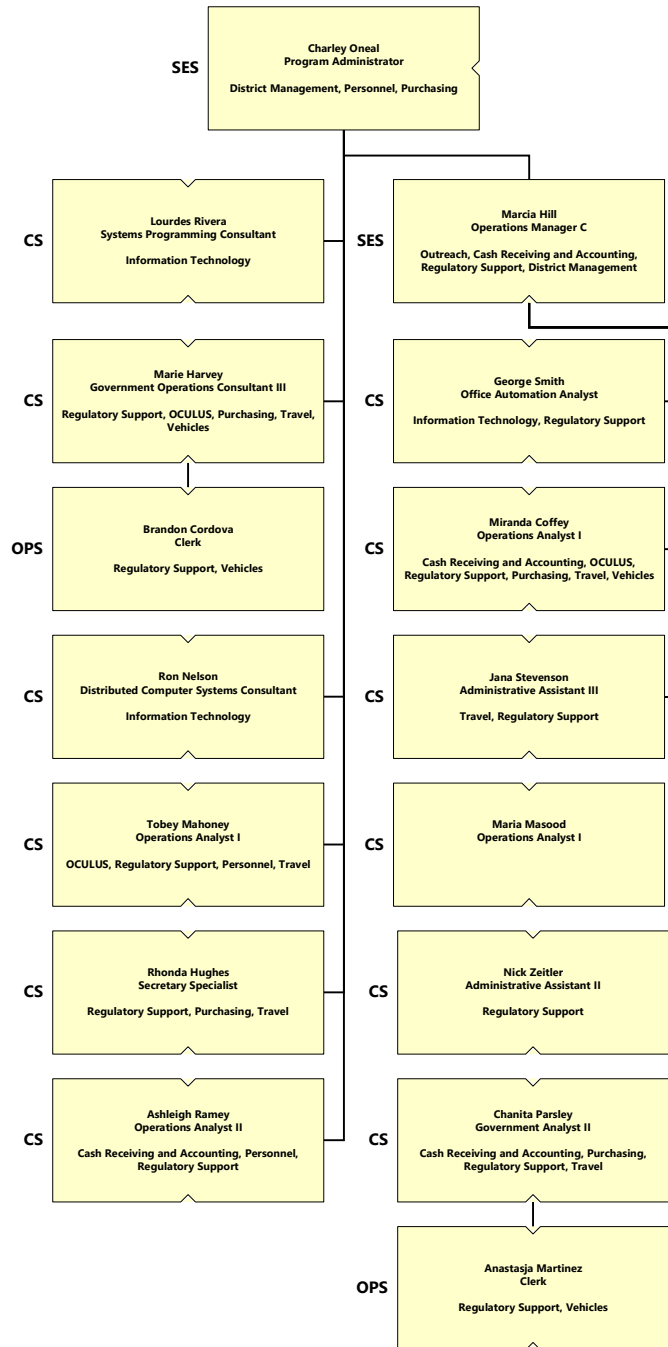 SES
Charley Oneal
Program Administrator
District Management, Personnel, Purchasing
CS
Lourdes Rivera
Systems Programming Consultant
Information Technology
SES
Marcia Hill
Operations Manager C
Outreach, Cash Receiving and Accounting,
Regulatory Support, District Management
CS
Marie Harvey
Government Operations Consultant III
Regulatory Support, OCULUS, Purchasing, Travel,
Vehicles
CS
George Smith
Office Automation Analyst
Information Technology, Regulatory Support
OPS
Brandon Cordova
Clerk
Regulatory Support, Vehicles
CS
Miranda Coffey
Operations Analyst I
Cash Receiving and Accounting, OCULUS,
Regulatory Support, Purchasing, Travel, Vehicles
CS
Ron Nelson
Distributed Computer Systems Consultant
Information Technology
CS
Jana Stevenson
Administrative Assistant III
Travel, Regulatory Support
CS
Tobey Mahoney
Operations Analyst I
OCULUS, Regulatory Support, Personnel, Travel
CS
Maria Masood
Operations Analyst I
CS
Rhonda Hughes
Secretary Specialist
Regulatory Support, Purchasing, Travel
CS
Nick Zeitler
Administrative Assistant II
Regulatory Support
CS
Ashleigh Ramey
Operations Analyst II
Cash Receiving and Accounting, Personnel,
Regulatory Support
CS
Chanita Parsley
Government Analyst II
Cash Receiving and Accounting, Purchasing,
Regulatory Support, Travel
OPS
Anastasja Martinez
Clerk
Regulatory Support, Vehicles